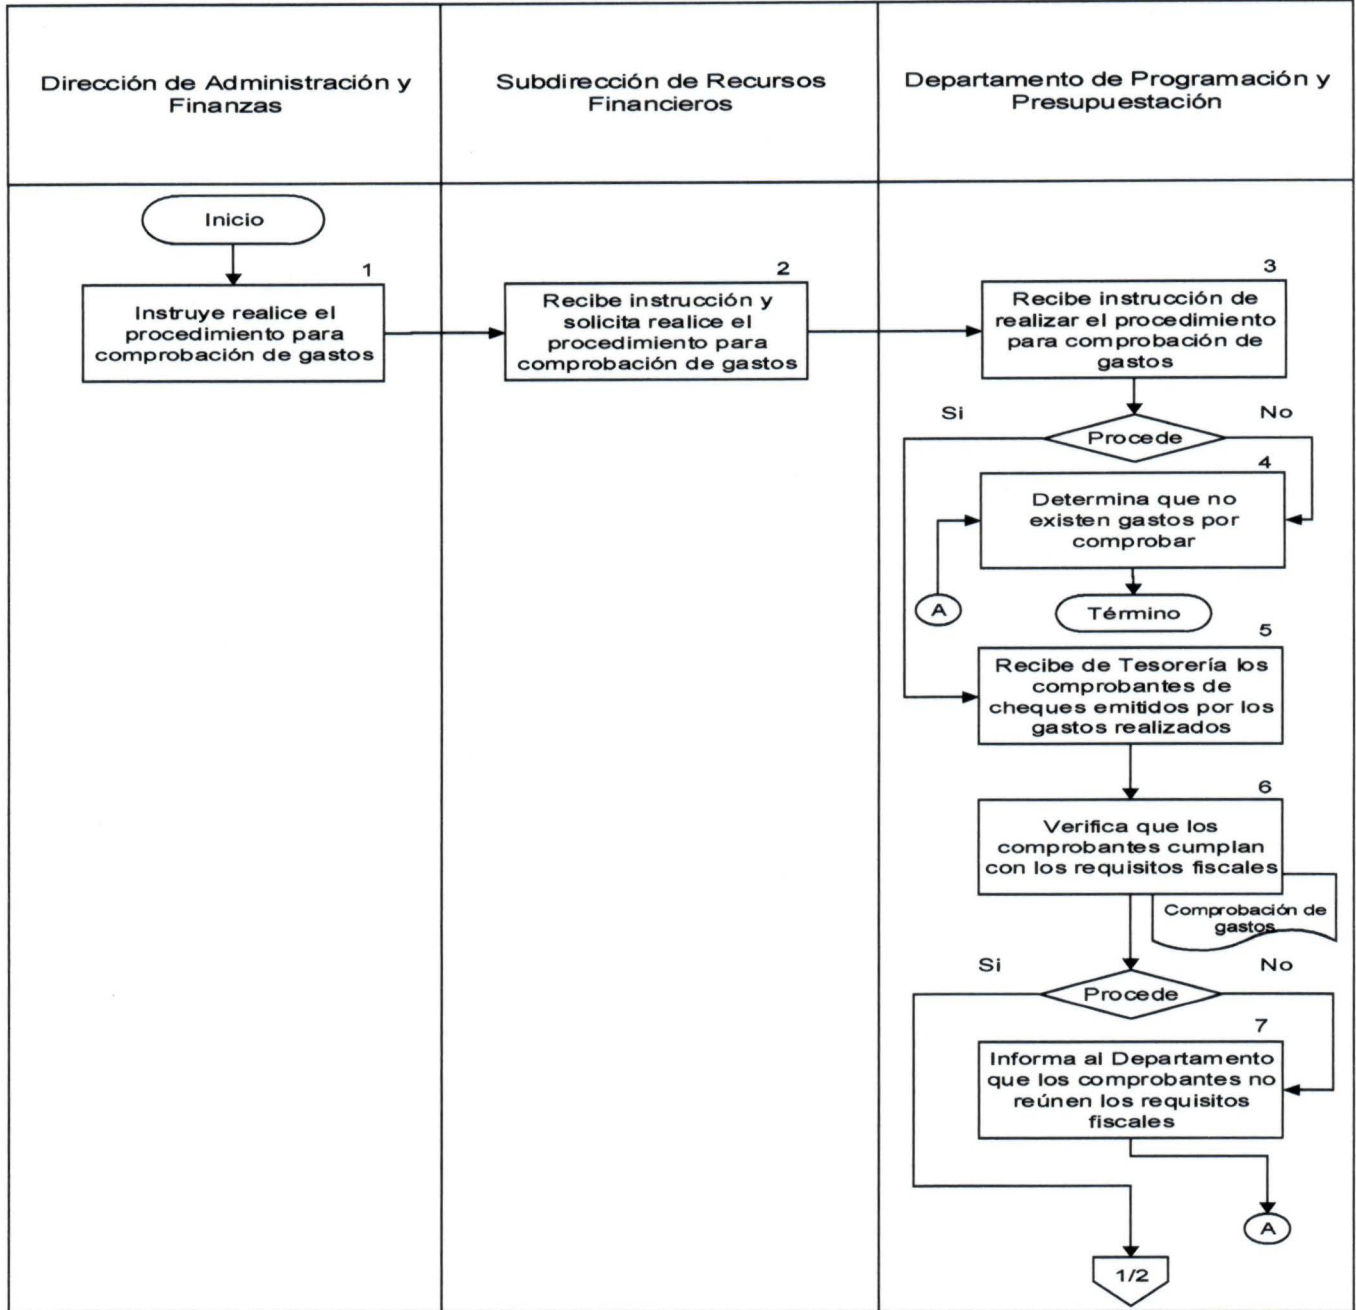 Dirección de Administración y
Finanzas
Subdirección de Recursos
Financieros
Departamento de Programación y
Presupuestación
Inicio
1
Instruye realice el
procedimiento para
comprobación de gastos
2
Recibe instrucción y
solicita realice el
procedimiento para
comprobación de gastos
3
Recibe instrucción de
realizar el procedimiento
para comprobación de
gastos
Si
No
Procede
4
Determina que no
existen gastos por
comprobar
A
Término
5
Recibe de Tesorería los
comprobantes de
cheques emitidos por los
gastos realizados
6
Verifica que los
comprobantes cumplan
con los requisitos fiscales
Comprobación de
gastos
Si
No
Procede
7
Informa al Departamento
que los comprobantes no
reúnen los requisitos
fiscales
A
1/2